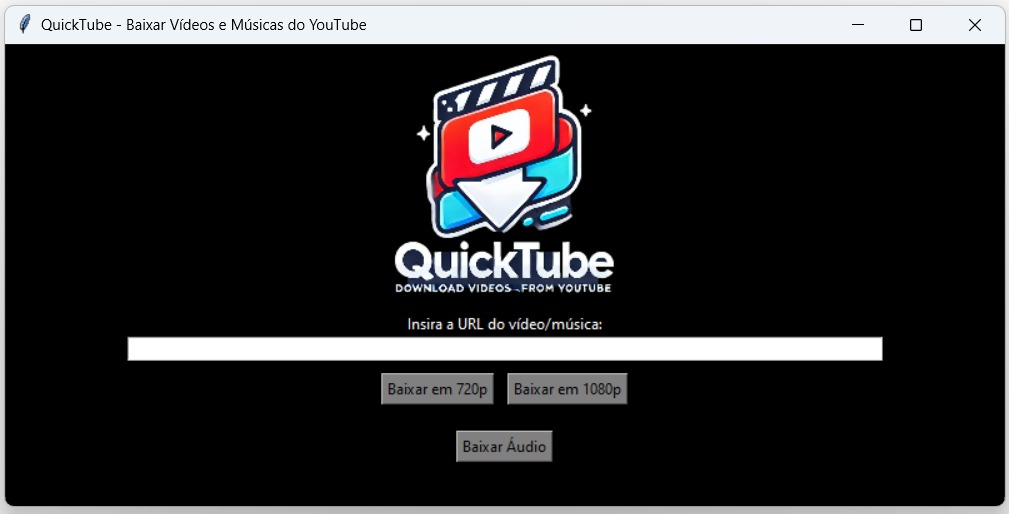 QuickTube - Baixar Vídeos e Músicas do YouTube
QuickTube
DOWNLOAD VIDEOS FROM YOUTUBE
Insira a URL do vídeo/música:
Baixar em 720p
Baixar em 1080p
Baixar Áudio